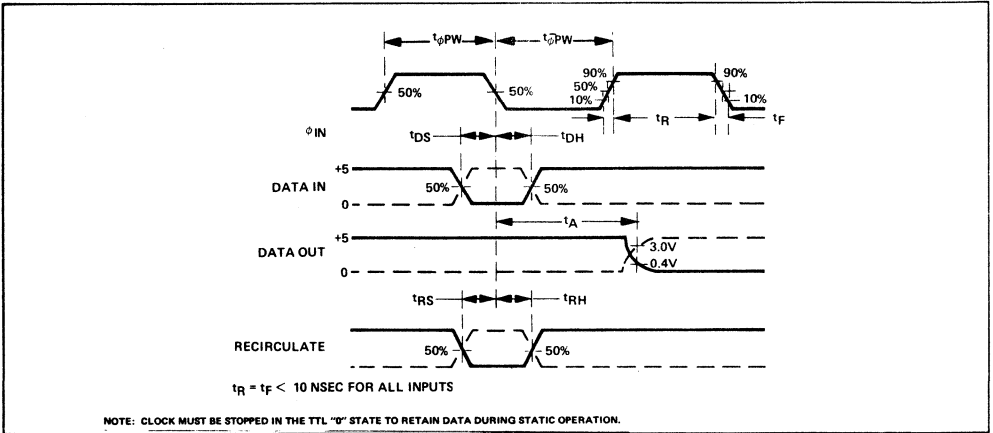 tφPW tφ̅PW
90% 90%
50% 50% 50%
10% 10%
φIN tR tF
tDS tDH
+5
DATA IN 50% 50%
0
tA
+5
DATA OUT 3.0V
0 0.4V
tRS tRH
RECIRCULATE 50% 50%
tR = tF < 10 NSEC FOR ALL INPUTS
NOTE: CLOCK MUST BE STOPPED IN THE TTL "0" STATE TO RETAIN DATA DURING STATIC OPERATION.